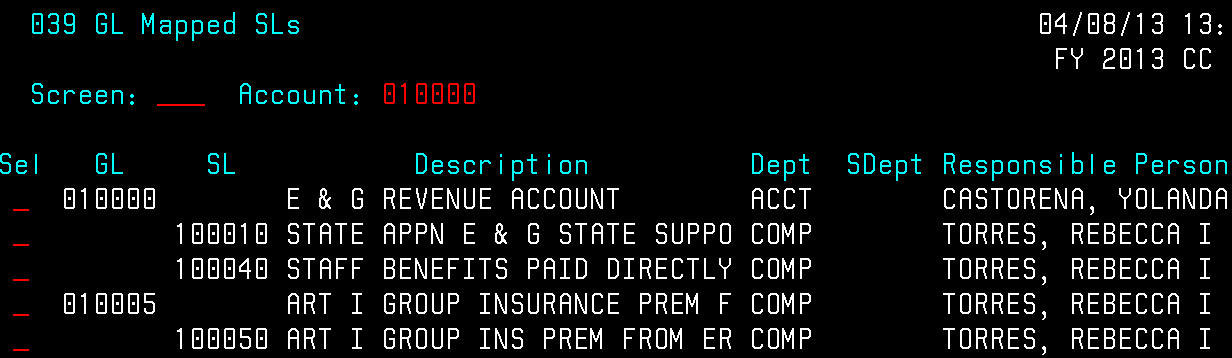 039 GL Mapped SLs 04/08/13 13:
FY 2013 CC
Screen: ___ Account: 010000
Sel GL SL Description Dept SDept Responsible Person
_ 010000 E & G REVENUE ACCOUNT ACCT CASTORENA, YOLANDA
_ 100010 STATE APPN E & G STATE SUPPO COMP TORRES, REBECCA I
_ 100040 STAFF BENEFITS PAID DIRECTLY COMP TORRES, REBECCA I
_ 010005 ART I GROUP INSURANCE PREM F COMP TORRES, REBECCA I
_ 100050 ART I GROUP INS PREM FROM ER COMP TORRES, REBECCA I